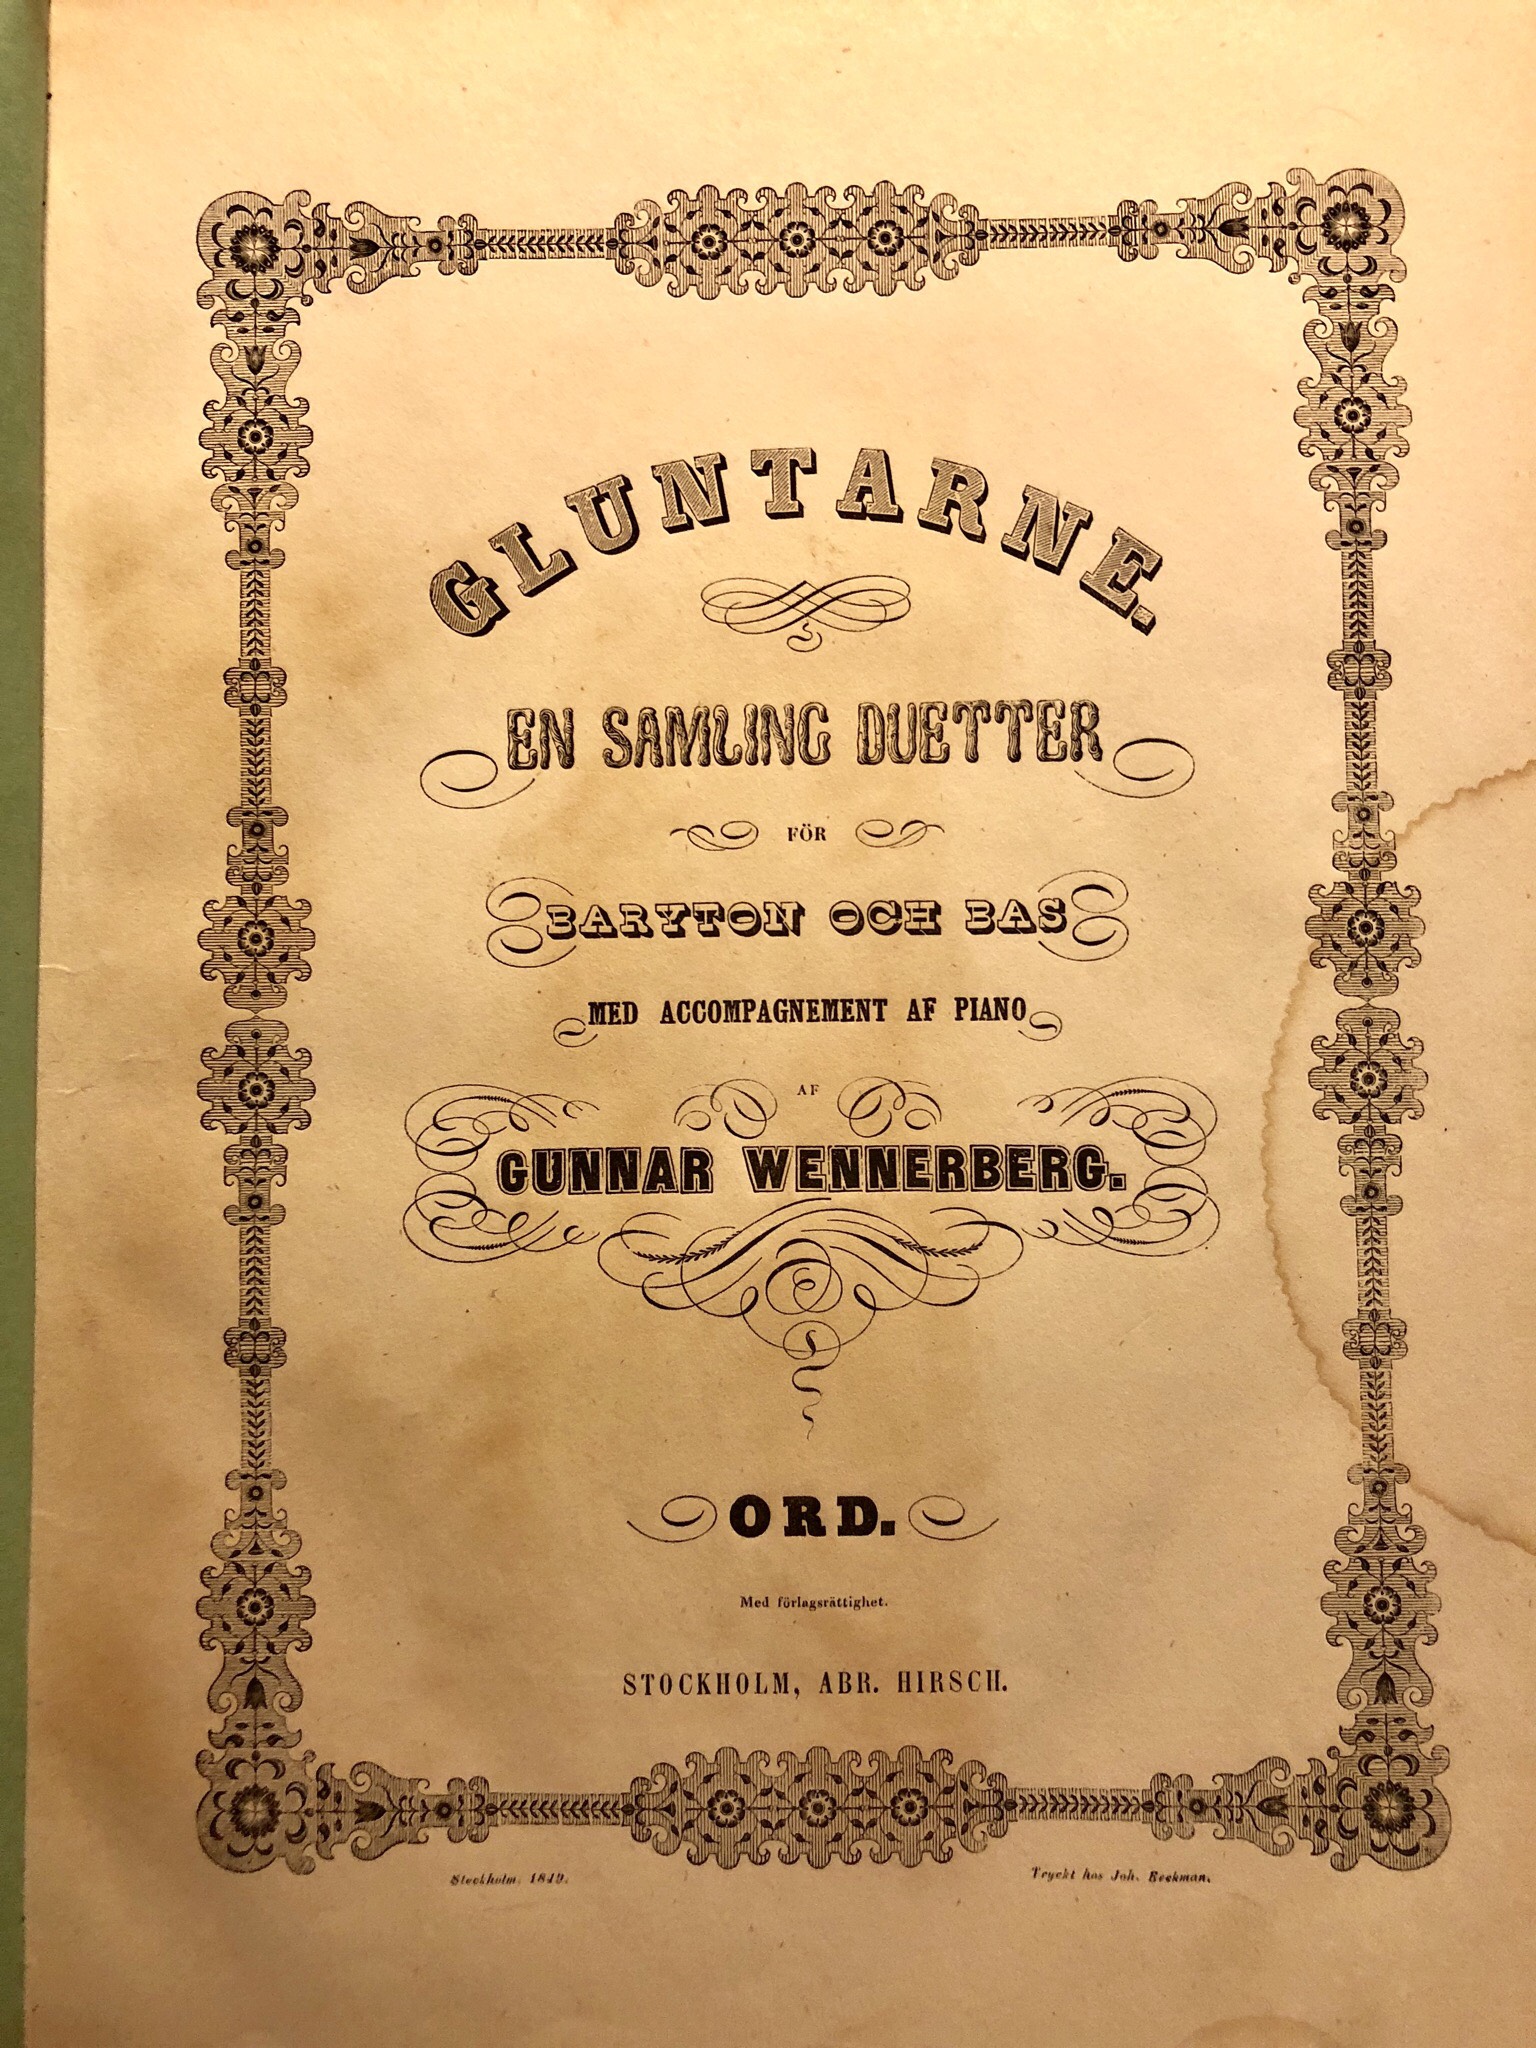 GLUNTARNE.
EN SAMLING DUETTER
FÖR
BARYTON OCH BAS
MED ACCOMPAGNEMENT AF PIANO
AF
GUNNAR WENNERBERG.
ORD.
Med förlagsrättighet.
STOCKHOLM, ABR. HIRSCH.
Stockholm, 1849.
Tryckt hos Joh. Beckman.